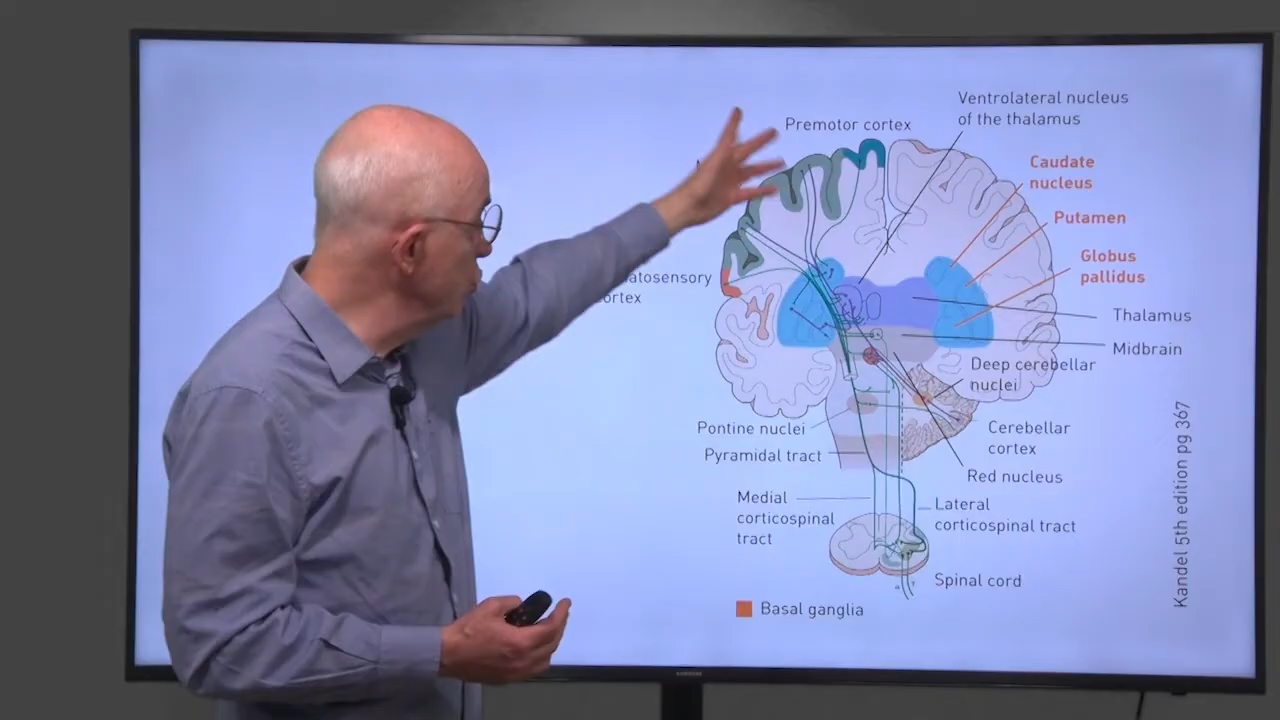 Ventrolateral nucleus
of the thalamus
Premotor cortex
Caudate
nucleus
Putamen
Globus
pallidus
Thalamus
Midbrain
Deep cerebellar
nuclei
Pontine nuclei
Cerebellar
cortex
Pyramidal tract
Red nucleus
Medial
corticospinal
tract
Lateral
corticospinal tract
Spinal cord
Basal ganglia
Kandel 5th edition pg 367
SAMSUNG